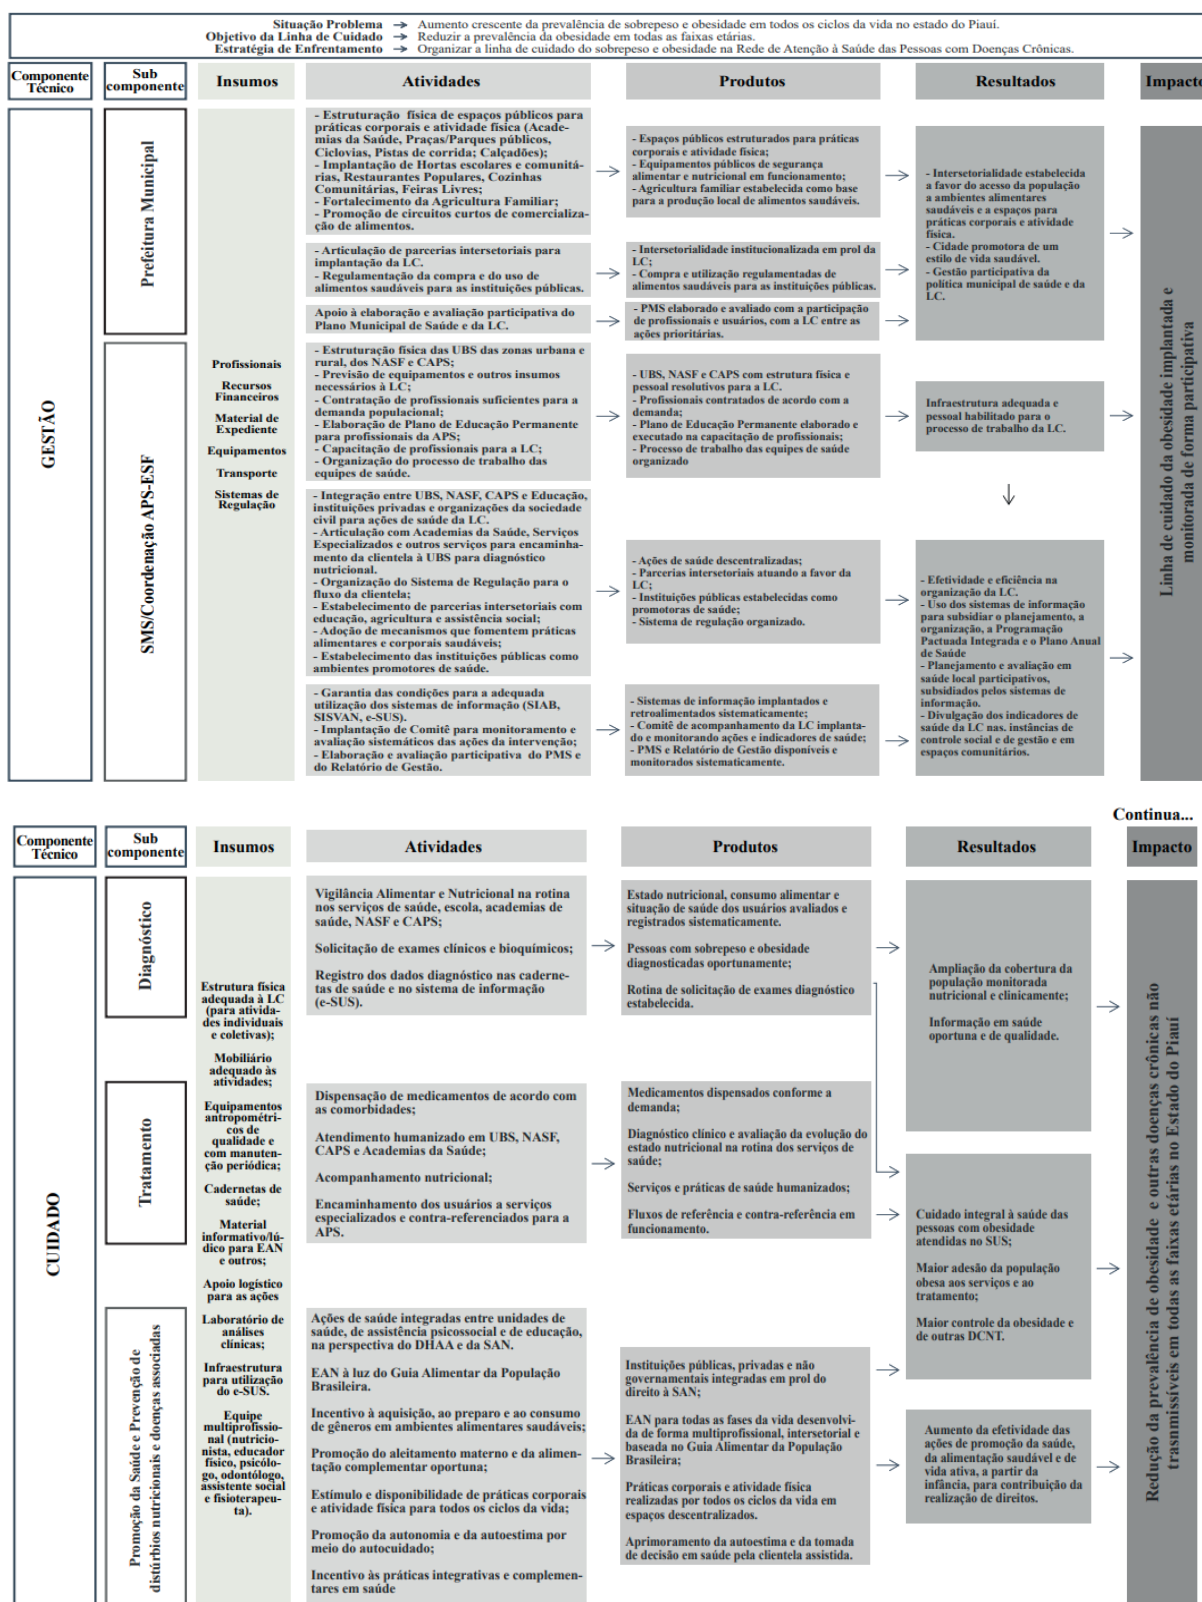 Situação Problema → Aumento crescente da prevalência de sobrepeso e obesidade em todos os ciclos da vida no estado do Piauí.
Objetivo da Linha de Cuidado → Reduzir a prevalência da obesidade em todas as faixas etárias.
Estratégia de Enfrentamento → Organizar a linha de cuidado do sobrepeso e obesidade na Rede de Atenção à Saúde das Pessoas com Doenças Crônicas.
Componente
Técnico
Sub
componente
Insumos
Atividades
Produtos
Resultados
Impacto
GESTÃO
Prefeitura Municipal
- Estruturação física de espaços públicos para
práticas corporais e atividade física (Acade-
mias da Saúde, Praças/Parques públicos,
Ciclovias, Pistas de corrida; Calçadões);
- Implantação de Hortas escolares e comunitá-
rias, Restaurantes Populares, Cozinhas
Comunitárias, Feiras Livres;
- Fortalecimento da Agricultura Familiar;
- Promoção de circuitos curtos de comercializa-
ção de alimentos.
- Espaços públicos estruturados para práticas
corporais e atividade física;
- Equipamentos públicos de segurança
alimentar e nutricional em funcionamento;
- Agricultura familiar estabelecida como base
para a produção local de alimentos saudáveis.
- Articulação de parcerias intersetoriais para
implantação da LC.
- Regulamentação da compra e do uso de
alimentos saudáveis para as instituições públicas.
- Intersetorialidade institucionalizada em prol da
LC;
- Compra e utilização regulamentadas de
alimentos saudáveis para as instituições públicas.
Apoio à elaboração e avaliação participativa do
Plano Municipal de Saúde e da LC.
- PMS elaborado e avaliado com a participação
de profissionais e usuários, com a LC entre as
ações prioritárias.
- Intersetorialidade estabelecida
a favor do acesso da população
a ambientes alimentares
saudáveis e a espaços para
práticas corporais e atividade
física.
- Cidade promotora de um
estilo de vida saudável.
- Gestão participativa da
política municipal de saúde e da
LC.
Profissionais
Recursos
Financeiros
Material de
Expediente
Equipamentos
Transporte
Sistemas de
Regulação
SMS/Coordenação APS-ESF
- Estruturação física das UBS das zonas urbana e
rural, dos NASF e CAPS;
- Previsão de equipamentos e outros insumos
necessários à LC;
- Contratação de profissionais suficientes para a
demanda populacional;
- Elaboração de Plano de Educação Permanente
para profissionais da APS;
- Capacitação de profissionais para a LC;
- Organização do processo de trabalho das
equipes de saúde.
- UBS, NASF e CAPS com estrutura física e
pessoal resolutivos para a LC.
- Profissionais contratados de acordo com a
demanda;
- Plano de Educação Permanente elaborado e
executado na capacitação de profissionais;
- Processo de trabalho das equipes de saúde
organizado
Infraestrutura adequada e
pessoal habilitado para o
processo de trabalho da LC.
- Integração entre UBS, NASF, CAPS e Educação,
instituições privadas e organizações da sociedade
civil para ações de saúde da LC.
- Articulação com Academias da Saúde, Serviços
Especializados e outros serviços para encaminha-
mento da clientela à UBS para diagnóstico
nutricional.
- Organização do Sistema de Regulação para o
fluxo da clientela;
- Estabelecimento de parcerias intersetoriais com
educação, agricultura e assistência social;
- Adoção de mecanismos que fomentem práticas
alimentares e corporais saudáveis;
- Estabelecimento das instituições públicas como
ambientes promotores de saúde.
- Ações de saúde descentralizadas;
- Parcerias intersetoriais atuando a favor da
LC;
- Instituições públicas estabelecidas como
promotoras de saúde;
- Sistema de regulação organizado.
- Garantia das condições para a adequada
utilização dos sistemas de informação (SIAB,
SISVAN, e-SUS).
- Implantação de Comitê para monitoramento e
avaliação sistemáticos das ações da intervenção;
- Elaboração e avaliação participativa do PMS e
do Relatório de Gestão.
- Sistemas de informação implantados e
retroalimentados sistematicamente;
- Comitê de acompanhamento da LC implanta-
do e monitorando ações e indicadores de saúde;
- PMS e Relatório de Gestão disponíveis e
monitorados sistematicamente.
- Efetividade e eficiência na
organização da LC.
- Uso dos sistemas de informação
para subsidiar o planejamento, a
organização, a Programação
Pactuada Integrada e o Plano Anual
de Saúde
- Planejamento e avaliação em
saúde local participativos,
subsidiados pelos sistemas de
informação.
- Divulgação dos indicadores de
saúde da LC nas. instâncias de
controle social e de gestão e em
espaços comunitários.
Linha de cuidado da obesidade implantada e
monitorada de forma participativa
Continua...
Componente
Técnico
Sub
componente
Insumos
Atividades
Produtos
Resultados
Impacto
CUIDADO
Estrutura física
adequada à LC
(para ativida-
des individuais
e coletivas);
Mobiliário
adequado às
atividades;
Equipamentos
antropométri-
cos de
qualidade e
com manuten-
ção periódica;
Cadernetas de
saúde;
Material
informativo/lú-
dico para EAN
e outros;
Apoio logístico
para as ações
Laboratório de
análises
clínicas;
Infraestrutura
para utilização
do e-SUS.
Equipe
multiprofissio-
nal (nutricio-
nista, educador
físico, psicólo-
go, odontólogo,
assistente social
e fisioterapeu-
ta).
Diagnóstico
Vigilância Alimentar e Nutricional na rotina
nos serviços de saúde, escola, academias de
saúde, NASF e CAPS;
Solicitação de exames clínicos e bioquímicos;
Registro dos dados diagnóstico nas caderne-
tas de saúde e no sistema de informação
(e-SUS).
Estado nutricional, consumo alimentar e
situação de saúde dos usuários avaliados e
registrados sistematicamente.
Pessoas com sobrepeso e obesidade
diagnosticadas oportunamente;
Rotina de solicitação de exames diagnóstico
estabelecida.
Ampliação da cobertura da
população monitorada
nutricional e clinicamente;
Informação em saúde
oportuna e de qualidade.
Tratamento
Dispensação de medicamentos de acordo com
as comorbidades;
Atendimento humanizado em UBS, NASF,
CAPS e Academias da Saúde;
Acompanhamento nutricional;
Encaminhamento dos usuários a serviços
especializados e contra-referenciados para a
APS.
Medicamentos dispensados conforme a
demanda;
Diagnóstico clínico e avaliação da evolução do
estado nutricional na rotina dos serviços de
saúde;
Serviços e práticas de saúde humanizados;
Fluxos de referência e contra-referência em
funcionamento.
Cuidado integral à saúde das
pessoas com obesidade
atendidas no SUS;
Maior adesão da população
obesa aos serviços e ao
tratamento;
Maior controle da obesidade e
de outras DCNT.
Promoção da Saúde e Prevenção de
distúrbios nutricionais e doenças associadas
Ações de saúde integradas entre unidades de
saúde, de assistência psicossocial e de educação,
na perspectiva do DHAA e da SAN.
EAN à luz do Guia Alimentar da População
Brasileira.
Incentivo à aquisição, ao preparo e ao consumo
de gêneros em ambientes alimentares saudáveis;
Promoção do aleitamento materno e da alimen-
tação complementar oportuna;
Estímulo e disponibilidade de práticas corporais
e atividade física para todos os ciclos da vida;
Promoção da autonomia e da autoestima por
meio do autocuidado;
Incentivo às práticas integrativas e complemen-
tares em saúde
Instituições públicas, privadas e não
governamentais integradas em prol do
direito à SAN;
EAN para todas as fases da vida desenvolvi-
da de forma multiprofissional, intersetorial e
baseada no Guia Alimentar da População
Brasileira;
Práticas corporais e atividade física
realizadas por todos os ciclos da vida em
espaços descentralizados.
Aprimoramento da autoestima e da tomada
de decisão em saúde pela clientela assistida.
Aumento da efetividade das
ações de promoção da saúde,
da alimentação saudável e de
vida ativa, a partir da
infância, para contribuição da
realização de direitos.
Redução da prevalência de obesidade e outras doenças crônicas não
trasmissíveis em todas as faixas etárias no Estado do Piauí